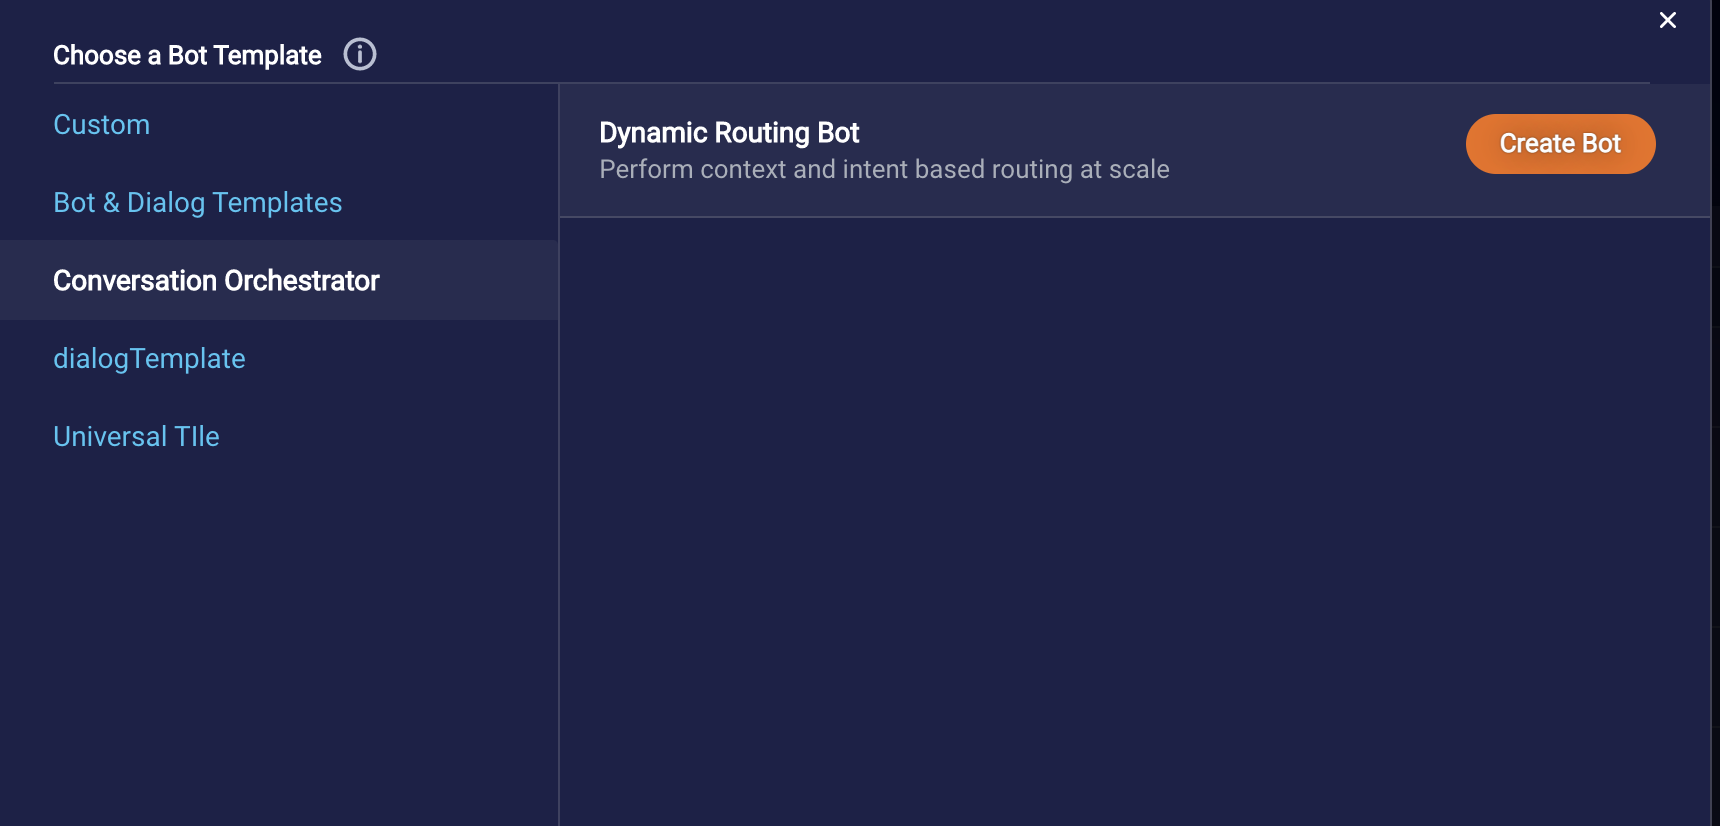 Choose a Bot Template
Custom
Bot & Dialog Templates
Conversation Orchestrator
dialogTemplate
Universal TIle
Dynamic Routing Bot
Perform context and intent based routing at scale
Create Bot